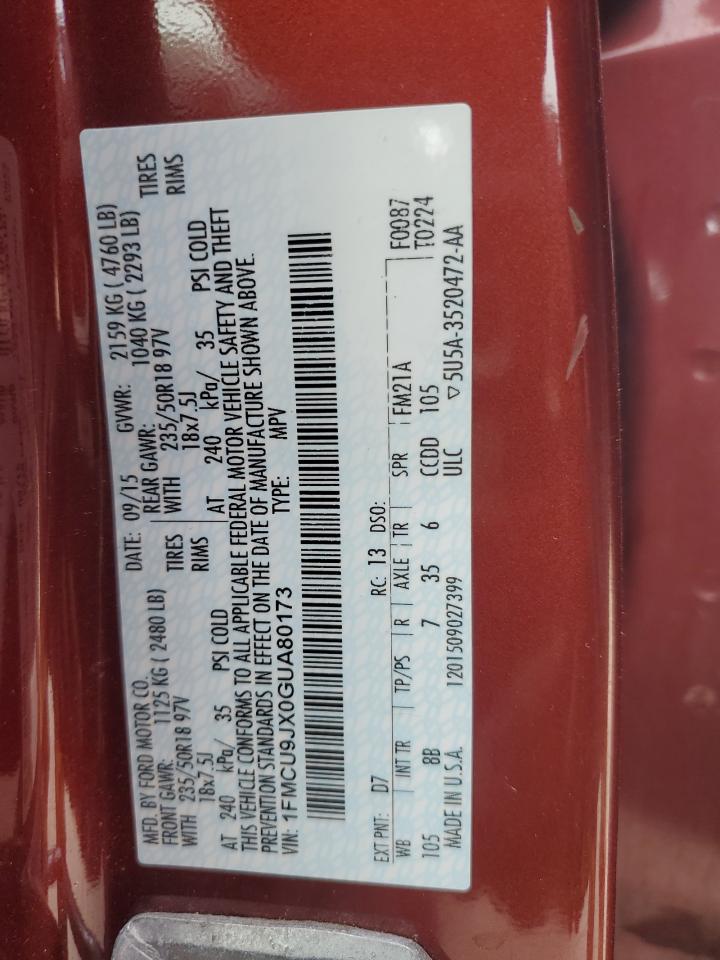 MFD. BY FORD MOTOR CO. DATE: 09/15 GVWR: 2159 KG ( 4760 LB)
FRONT GAWR: 1125 KG ( 2480 LB) REAR GAWR: 1040 KG ( 2293 LB)
WITH 235/50R18 97V TIRES WITH 235/50R18 97V TIRES
18x7.5J RIMS 18x7.5J RIMS
AT 240 kPa/ 35 PSI COLD AT 240 kPa/ 35 PSI COLD
THIS VEHICLE CONFORMS TO ALL APPLICABLE FEDERAL MOTOR VEHICLE SAFETY AND THEFT
PREVENTION STANDARDS IN EFFECT ON THE DATE OF MANUFACTURE SHOWN ABOVE.
VIN: 1FMCU9JX0GUA80173 TYPE: MPV
EXT PNT: D7 RC: 13 DSO: F0087
WB INT TR TP/PS R AXLE TR SPR FM21A T0224
105 8B 7 35 6 CCDD 105
MADE IN U.S.A. 1201509027399 ULC ▽5U5A-3520472-AA